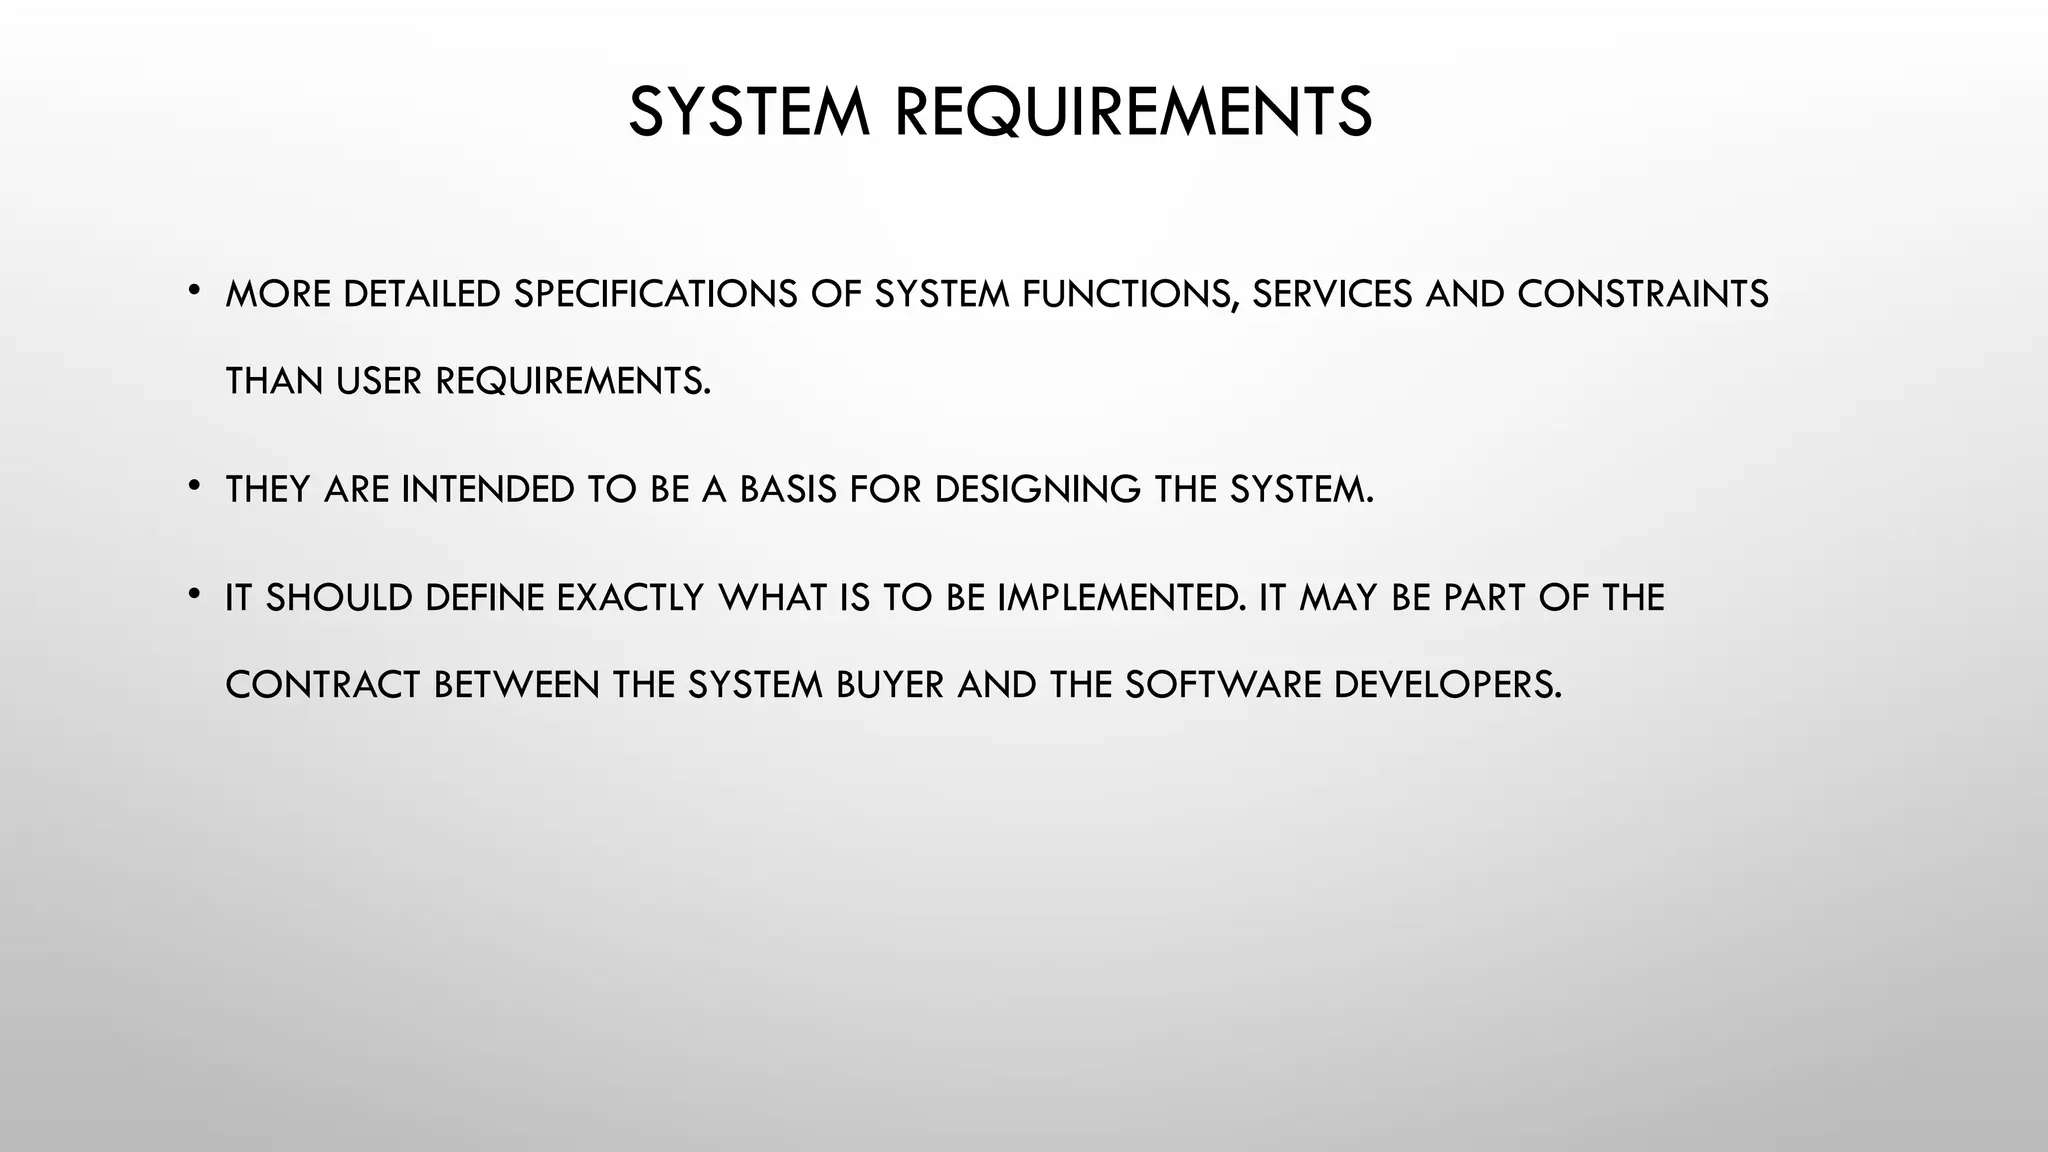 SYSTEM REQUIREMENTS
• MORE DETAILED SPECIFICATIONS OF SYSTEM FUNCTIONS, SERVICES AND CONSTRAINTS
THAN USER REQUIREMENTS.
• THEY ARE INTENDED TO BE A BASIS FOR DESIGNING THE SYSTEM.
• IT SHOULD DEFINE EXACTLY WHAT IS TO BE IMPLEMENTED. IT MAY BE PART OF THE
CONTRACT BETWEEN THE SYSTEM BUYER AND THE SOFTWARE DEVELOPERS.